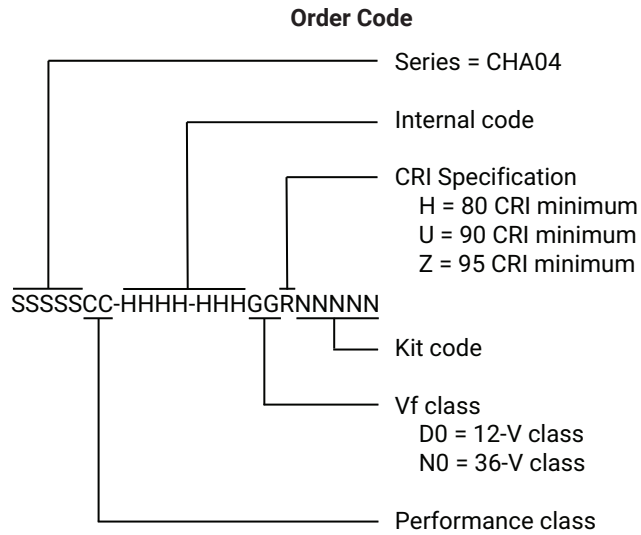 Order Code
Series = CHA04
Internal code
CRI Specification
H = 80 CRI minimum
U = 90 CRI minimum
Z = 95 CRI minimum
SSSSSCC-HHHH-HHHGGRNNNNN
Kit code
Vf class
D0 = 12-V class
N0 = 36-V class
Performance class